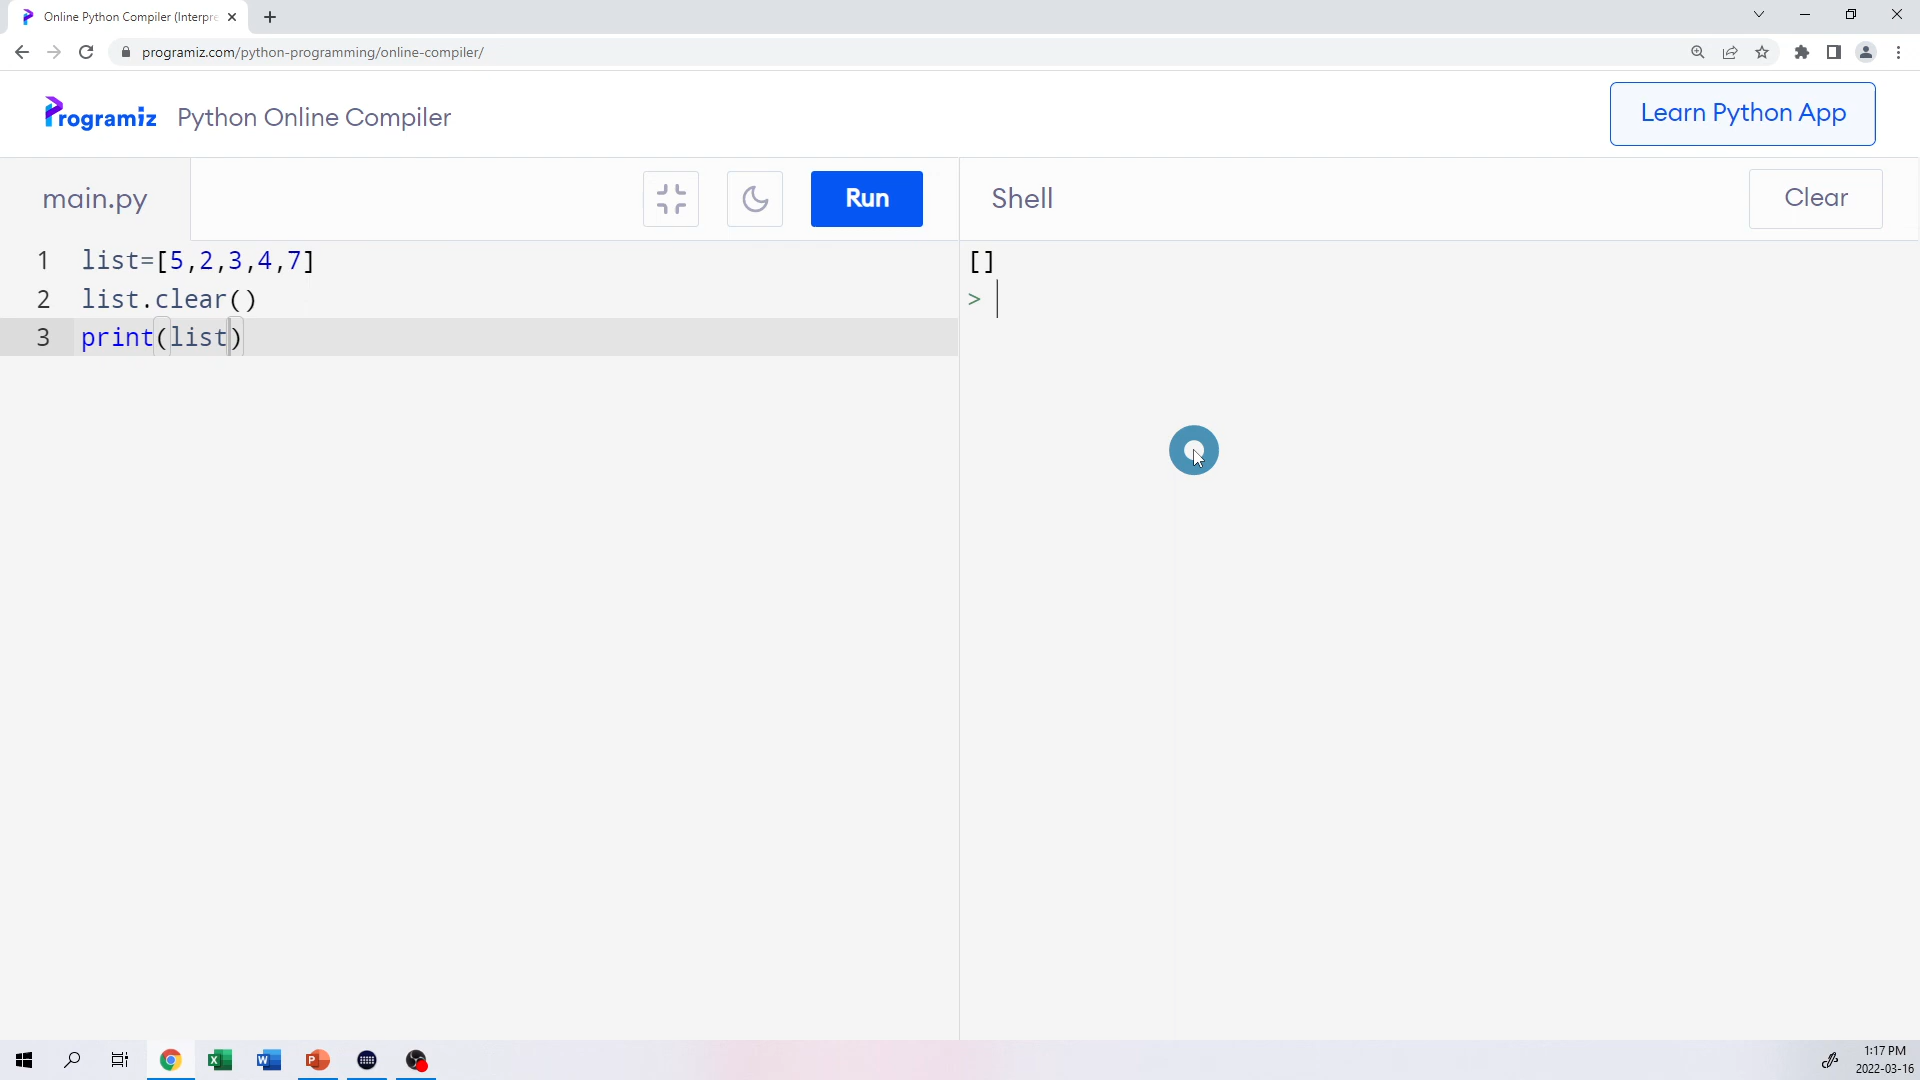 Online Python Compiler (Interpre
programiz.com/python-programming/online-compiler/
Programiz Python Online Compiler
Learn Python App
main.py
Run
Shell
Clear
1 list=[5,2,3,4,7]
2 list.clear()
3 print(list)
[]
>
1:17 PM
2022-03-16